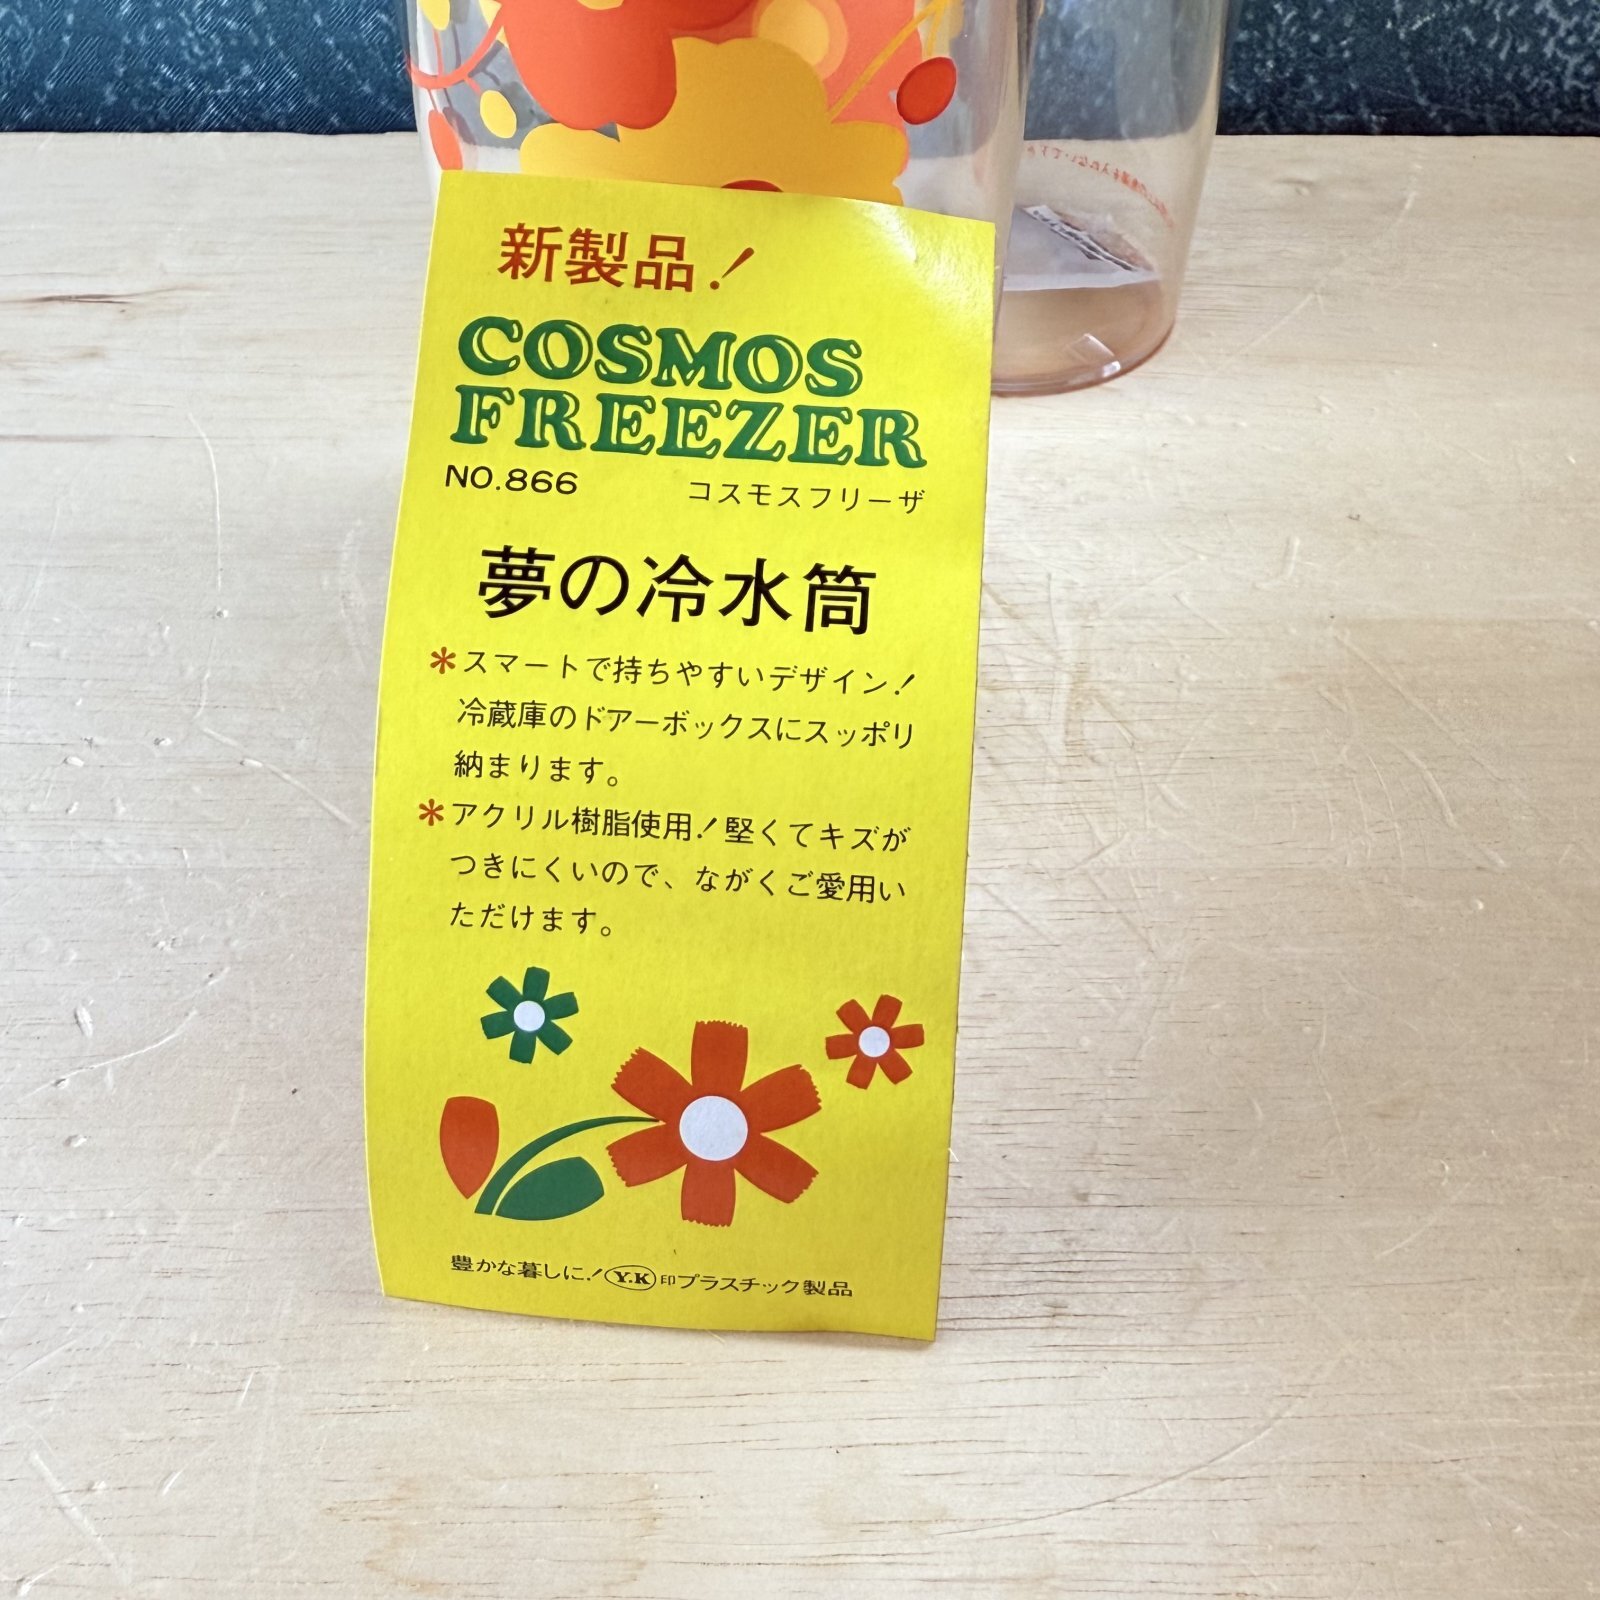 新製品！
COSMOS
FREEZER
NO.866 コスモスフリーザ
夢の冷水筒
＊スマートで持ちやすいデザイン！
冷蔵庫のドアーボックスにスッポリ
納まります。
＊アクリル樹脂使用！堅くてキズが
つきにくいので、ながくご愛用い
ただけます。
豊かな暮しに！Y.K印プラスチック製品